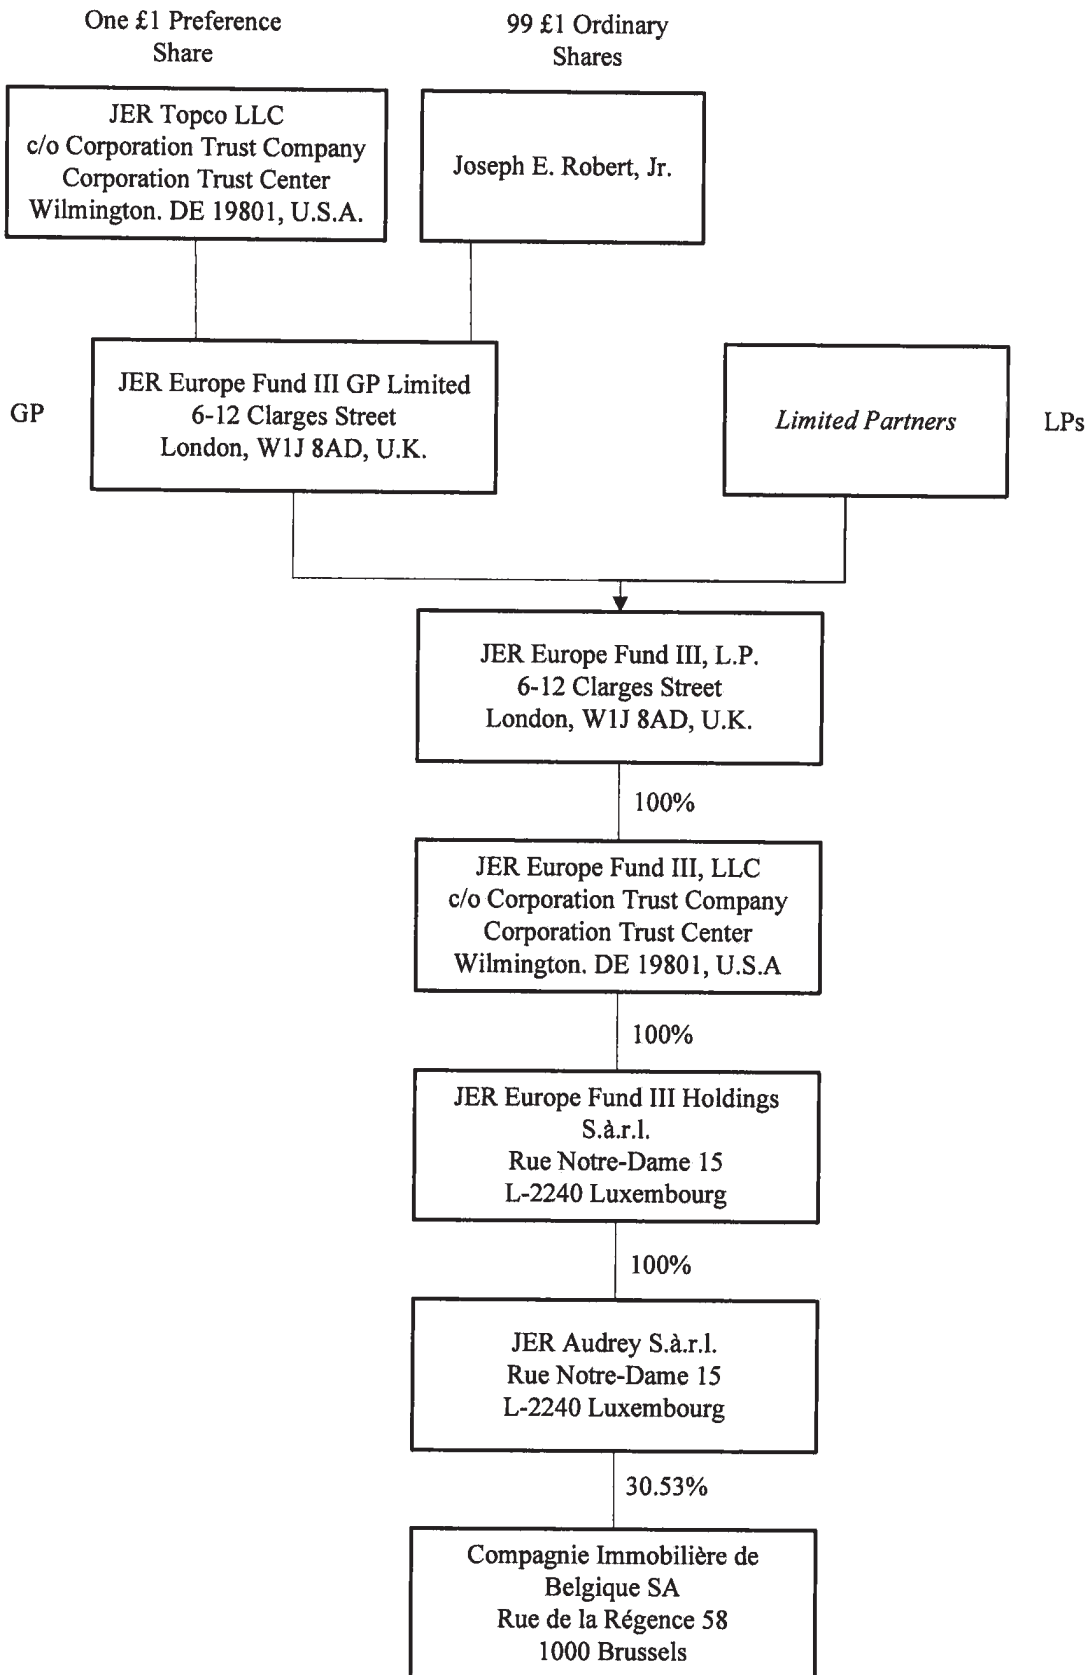 One £1 Preference
Share
99 £1 Ordinary
Shares
JER Topco LLC
c/o Corporation Trust Company
Corporation Trust Center
Wilmington. DE 19801, U.S.A.
Joseph E. Robert, Jr.
GP
JER Europe Fund III GP Limited
6-12 Clarges Street
London, W1J 8AD, U.K.
Limited Partners
LPs
JER Europe Fund III, L.P.
6-12 Clarges Street
London, W1J 8AD, U.K.
100%
JER Europe Fund III, LLC
c/o Corporation Trust Company
Corporation Trust Center
Wilmington. DE 19801, U.S.A
100%
JER Europe Fund III Holdings
S.à.r.l.
Rue Notre-Dame 15
L-2240 Luxembourg
100%
JER Audrey S.à.r.l.
Rue Notre-Dame 15
L-2240 Luxembourg
30.53%
Compagnie Immobilière de
Belgique SA
Rue de la Régence 58
1000 Brussels